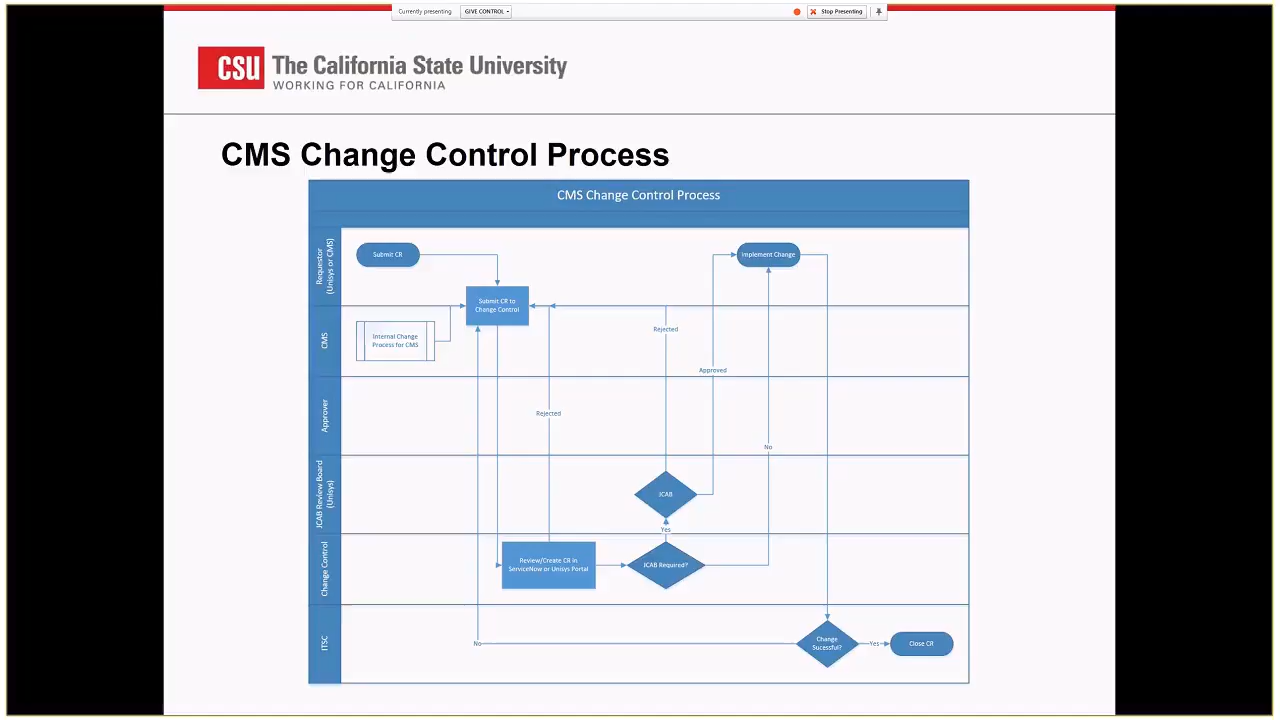 Currently presenting
GIVE CONTROL
Stop Presenting
CSU
The California State University
WORKING FOR CALIFORNIA
CMS Change Control Process
CMS Change Control Process
Requestor
(Unisys or CMS)
Submit CR
Implement Change
Submit CR to
Change Control
CMS
Internal Change
Process for CMS
Rejected
Approved
Approver
Rejected
No
JCAB Review Board
(Unisys)
JCAB
Yes
Change Control
Review/Create CR in
ServiceNow or Unisys Portal
JCAB Required?
ITSC
No
Change
Sucessful?
Yes
Close CR